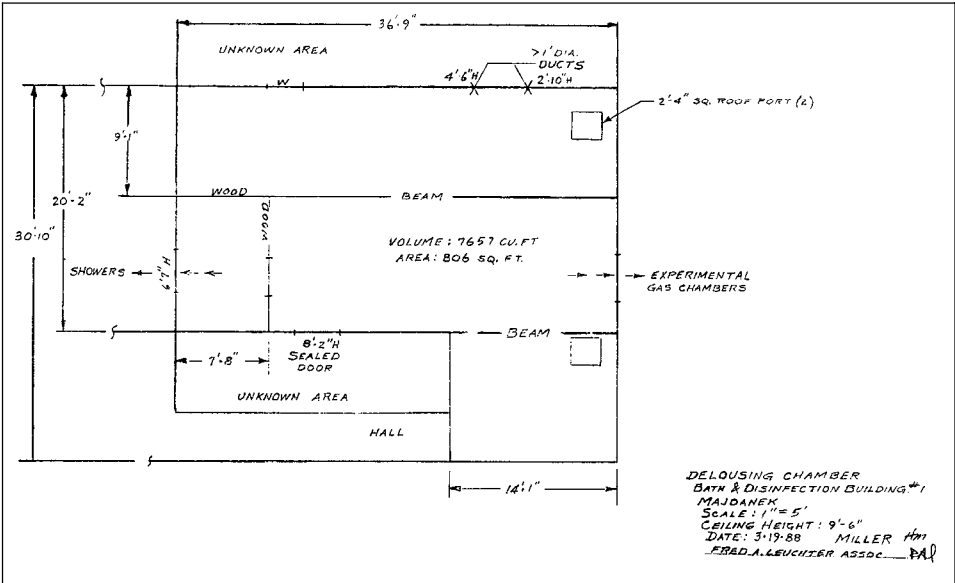 36'-9"
UNKNOWN AREA
>1' DIA.
DUCTS
4'-6"H
2'-10"H
W
2'-4" SQ. ROOF PORT (2)
9'-1"
20'-2"
30'-10"
WOOD
BEAM
DOOR
VOLUME : 7657 CU.FT
AREA : 806 SQ. FT.
SHOWERS
6'-7" H
EXPERIMENTAL
GAS CHAMBERS
BEAM
8'-2"H
SEALED
DOOR
7'-8"
UNKNOWN AREA
HALL
14'-1"
DELOUSING CHAMBER
BATH & DISINFECTION BUILDING #1
MAJDANEK
SCALE : 1" = 5'
CEILING HEIGHT : 9'-6"
DATE : 3-19-88 MILLER HM
FRED A. LEUCHTER ASSOC.